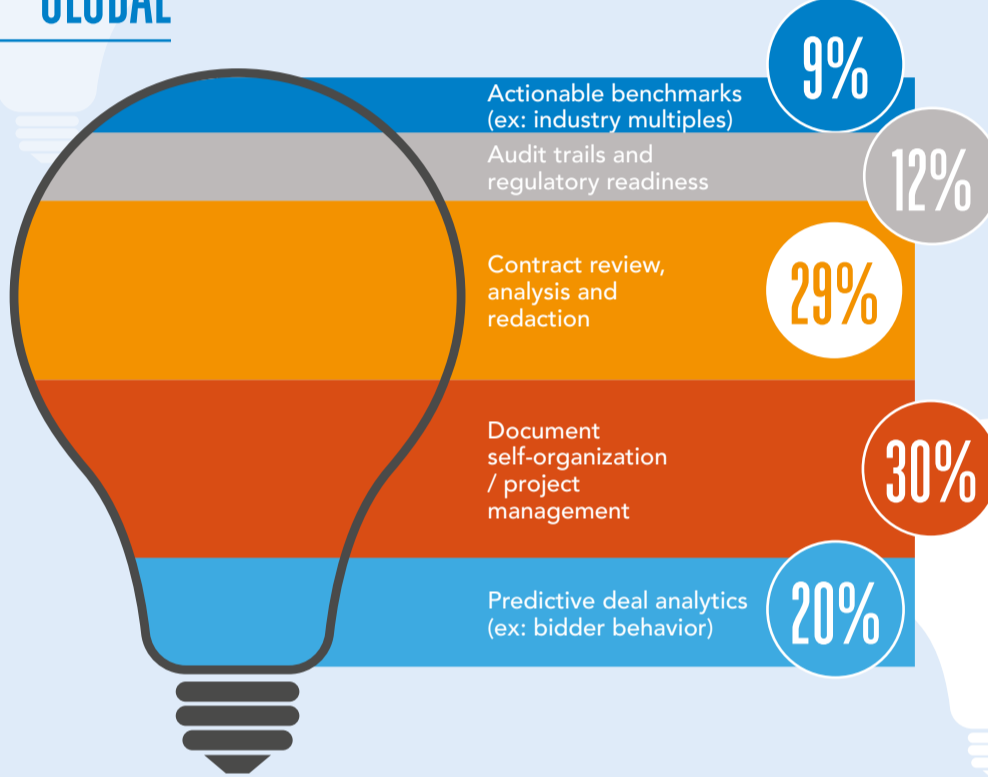 GLOBAL
Actionable benchmarks
(ex: industry multiples)
9%
Audit trails and
regulatory readiness
12%
Contract review,
analysis and
redaction
29%
Document
self-organization
/ project
management
30%
Predictive deal analytics
(ex: bidder behavior)
20%